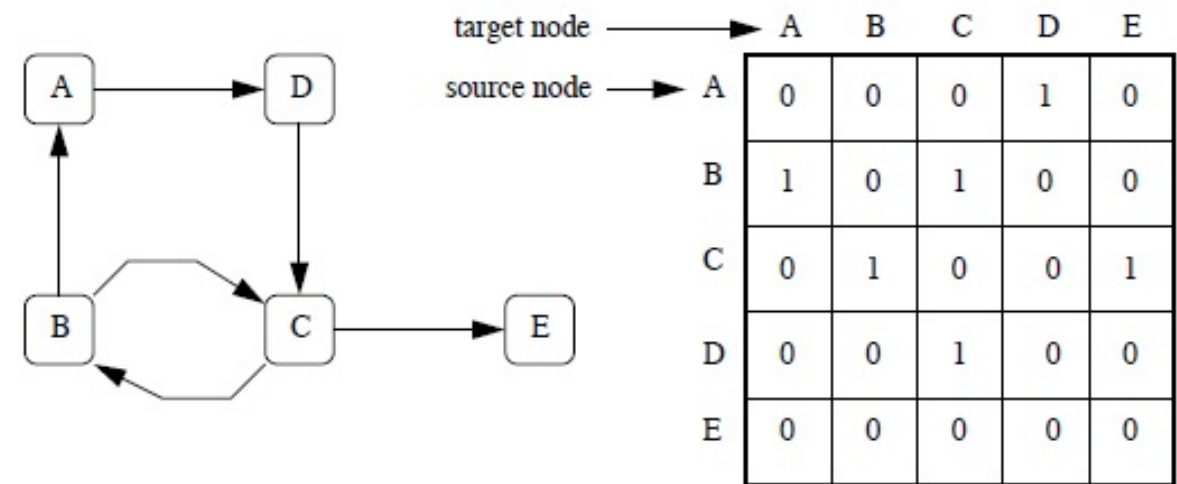 target node A B C D E
A D source node A 0 0 0 1 0
B 1 0 1 0 0
C 0 1 0 0 1
B C E
D 0 0 1 0 0
E 0 0 0 0 0